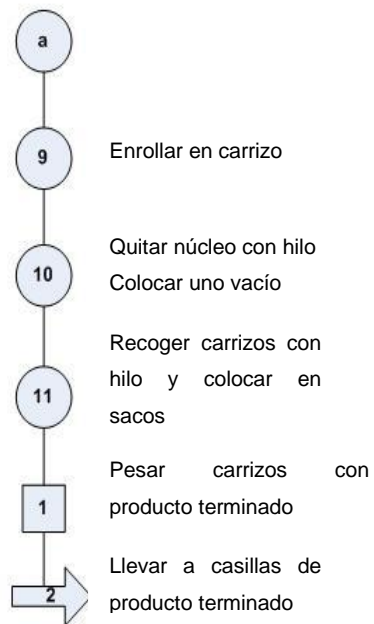 a
9 Enrollar en carrizo
Quitar núcleo con hilo
10 Colocar uno vacío
Recoger carrizos con
11 hilo y colocar en
sacos
Pesar carrizos con
1 producto terminado
Llevar a casillas de
2 producto terminado